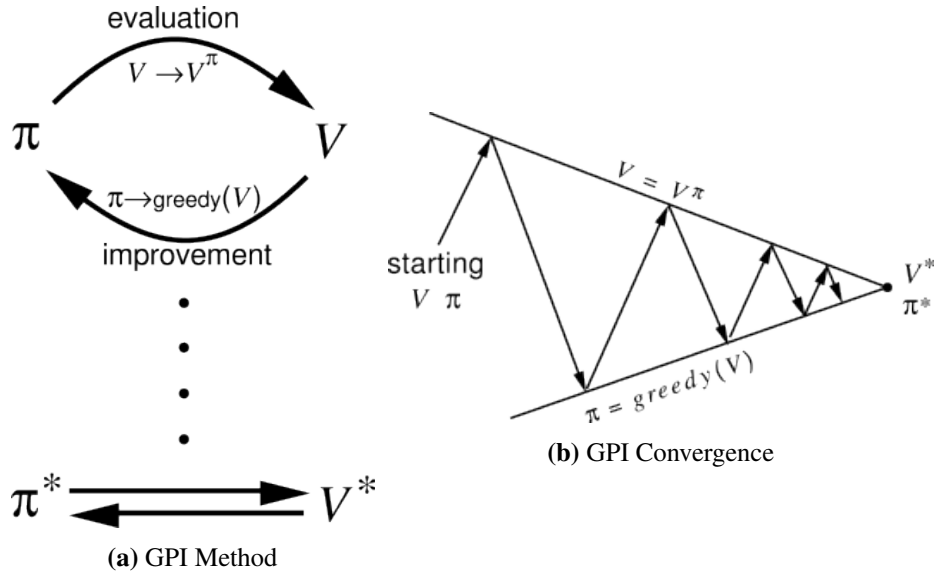 evaluation
V → V^π
π
V
π→greedy(V)
improvement
π*
V*
(a) GPI Method
V = V^π
starting
V π
V*
π*
π = greedy(V)
(b) GPI Convergence